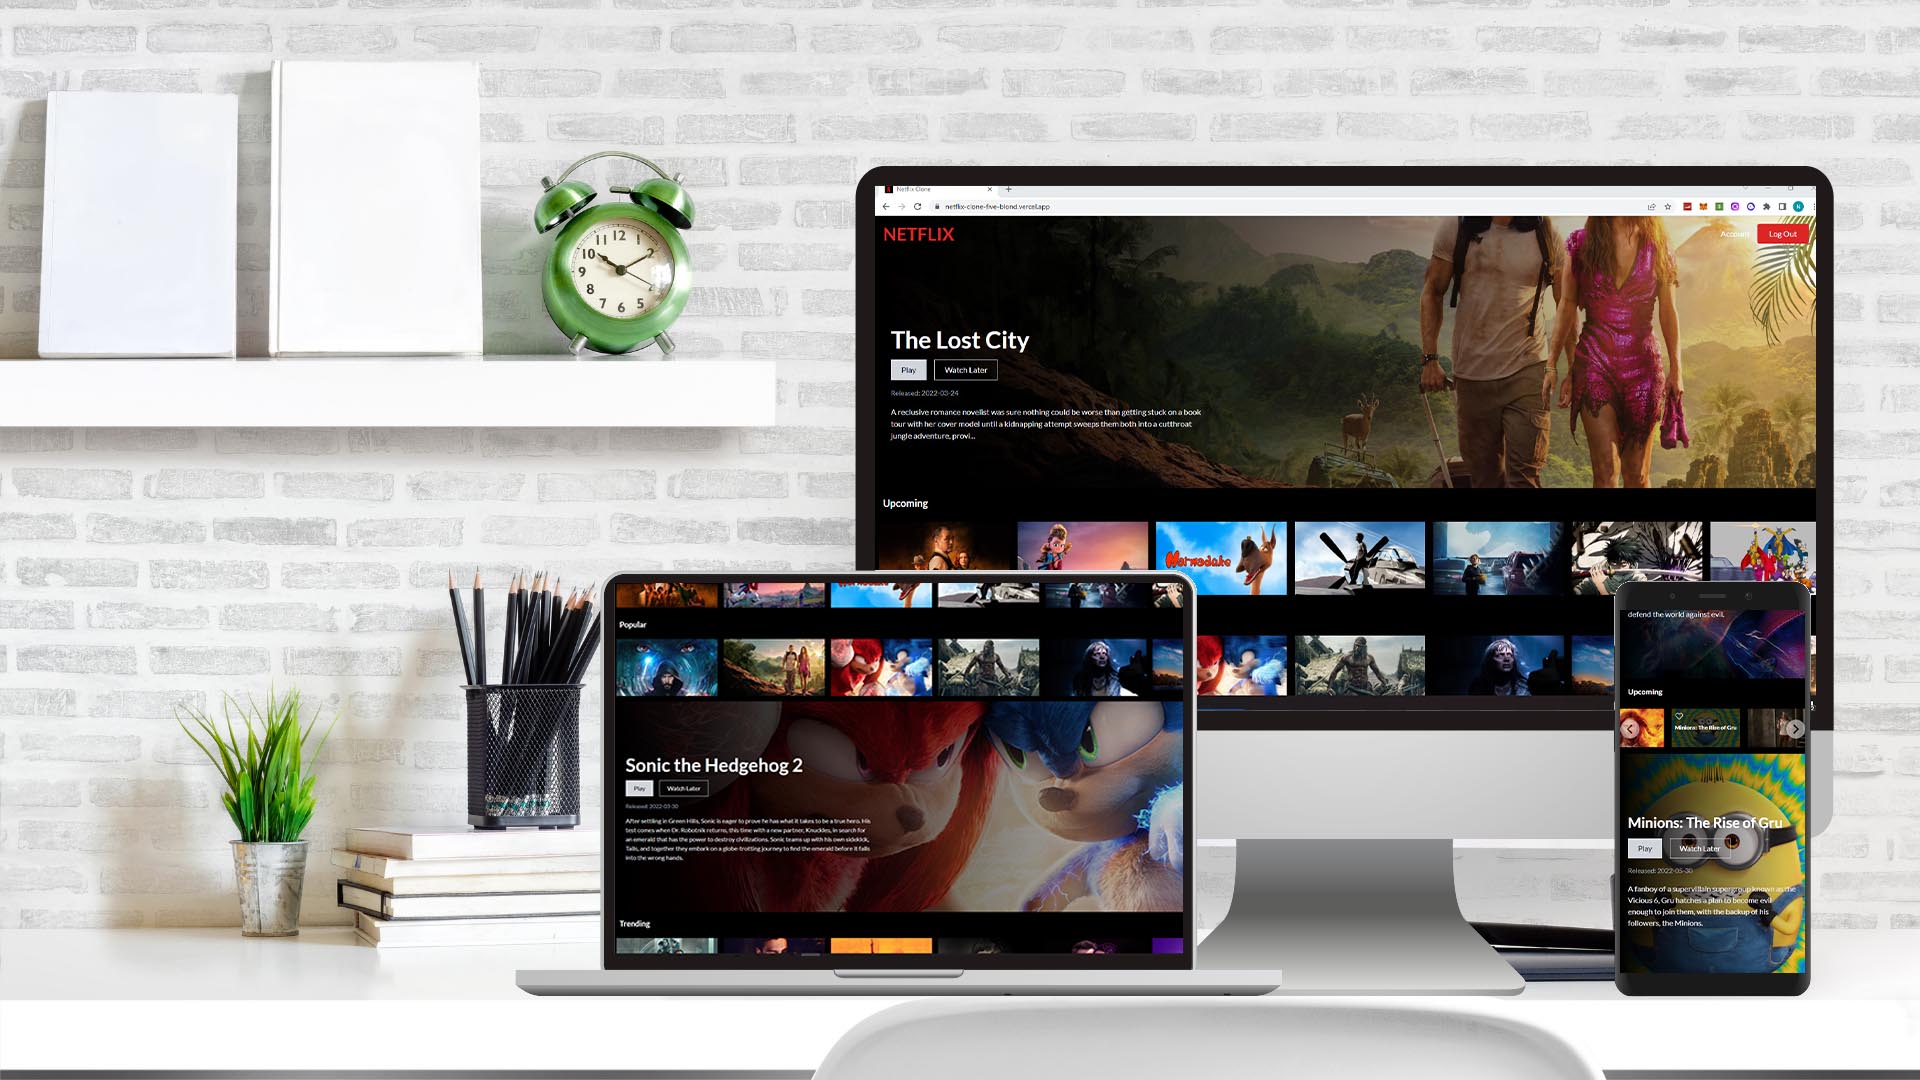 12
11
1
10
2
9
8
4
7
5
6
Netflix Clone
netflix-clone-five-blond.vercel.app
NETFLIX
Account
Log Out
The Lost City
Play
Watch Later
Released: 2022-03-24
A reclusive romance novelist was sure nothing could be worse than getting stuck on a book
tour with her cover model until a kidnapping attempt sweeps them both into a cutthroat
jungle adventure, provi...
Upcoming
Marmaduke
Popular
Sonic the Hedgehog 2
Play
Watch Later
Released: 2022-03-30
After settling in Green Hills, Sonic is eager to prove he has what it takes to be a true hero. His
test comes when Dr. Robotnik returns, this time with a new partner, Knuckles, in search for
an emerald that has the power to destroy civilizations. Sonic teams up with his own sidekick,
Tails, and together they embark on a globe-trotting journey to find the emerald before it falls
into the wrong hands.
Trending
defend the world against evil.
Upcoming
Minions: The Rise of Gru
Minions: The Rise of Gru
Play
Watch Later
Released: 2022-05-30
A fanboy of a supervillain supergroup known as the
Vicious 6, Gru hatches a plan to become evil
enough to join them, with the backup of his
followers, the Minions.